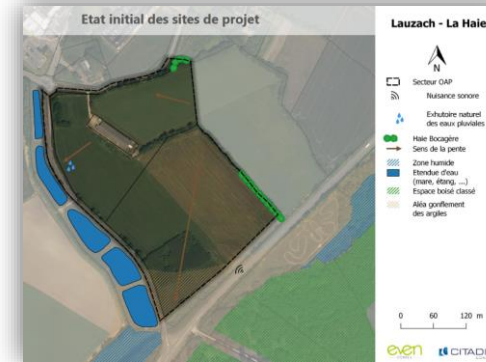 Etat initial des sites de projet
Lauzach - La Haie
N
Secteur OAP
Nuisance sonore
Exhutoire naturel
des eaux pluviales
Haie Bocagère
Sens de la pente
Zone humide
Etendue d'eau
(mare, étang, ...)
Espace boisé classé
Aléa gonflement
des argiles
0 60 120 m
even
CITADI